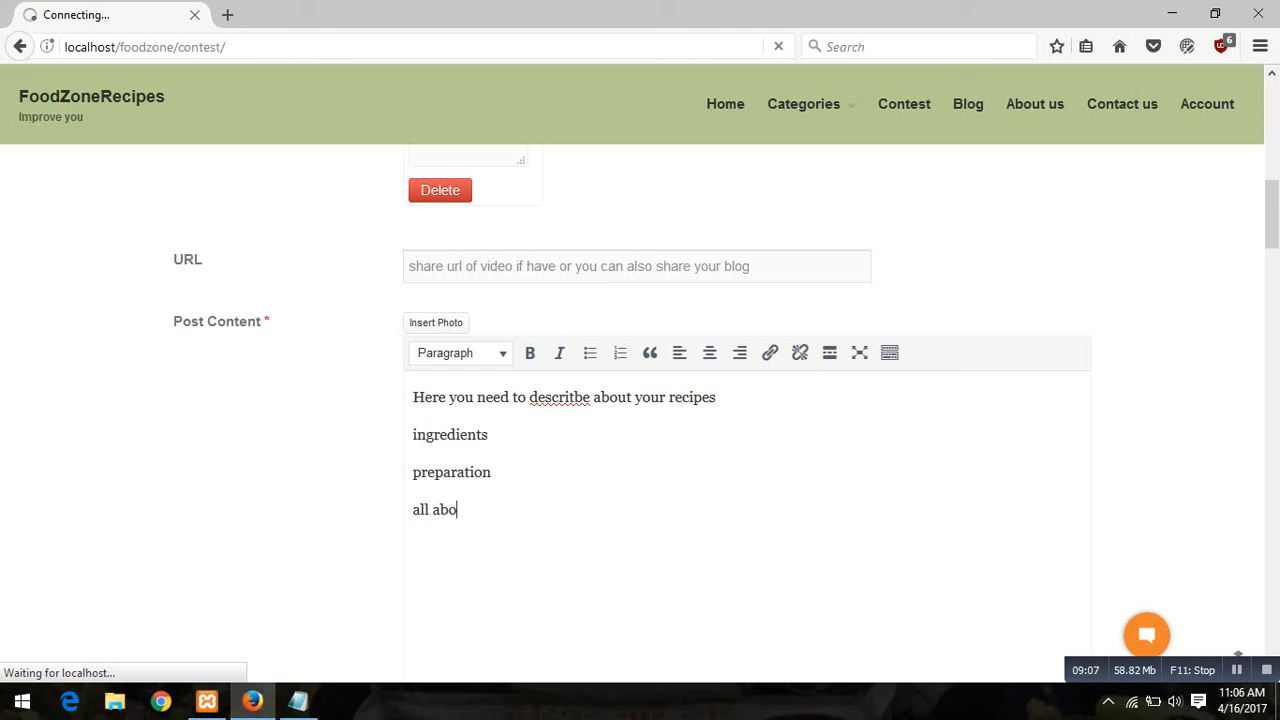 Connecting...
localhost/foodzone/contest/
Search
6
FoodZoneRecipes
Improve you
Home Categories Contest Blog About us Contact us Account
Delete
URL
share url of video if have or you can also share your blog
Post Content *
Insert Photo
Paragraph B I
Here you need to descritbe about your recipes
ingredients
preparation
all abo
Waiting for localhost...
09:07 58.82 Mb F11: Stop
11:06 AM
4/16/2017